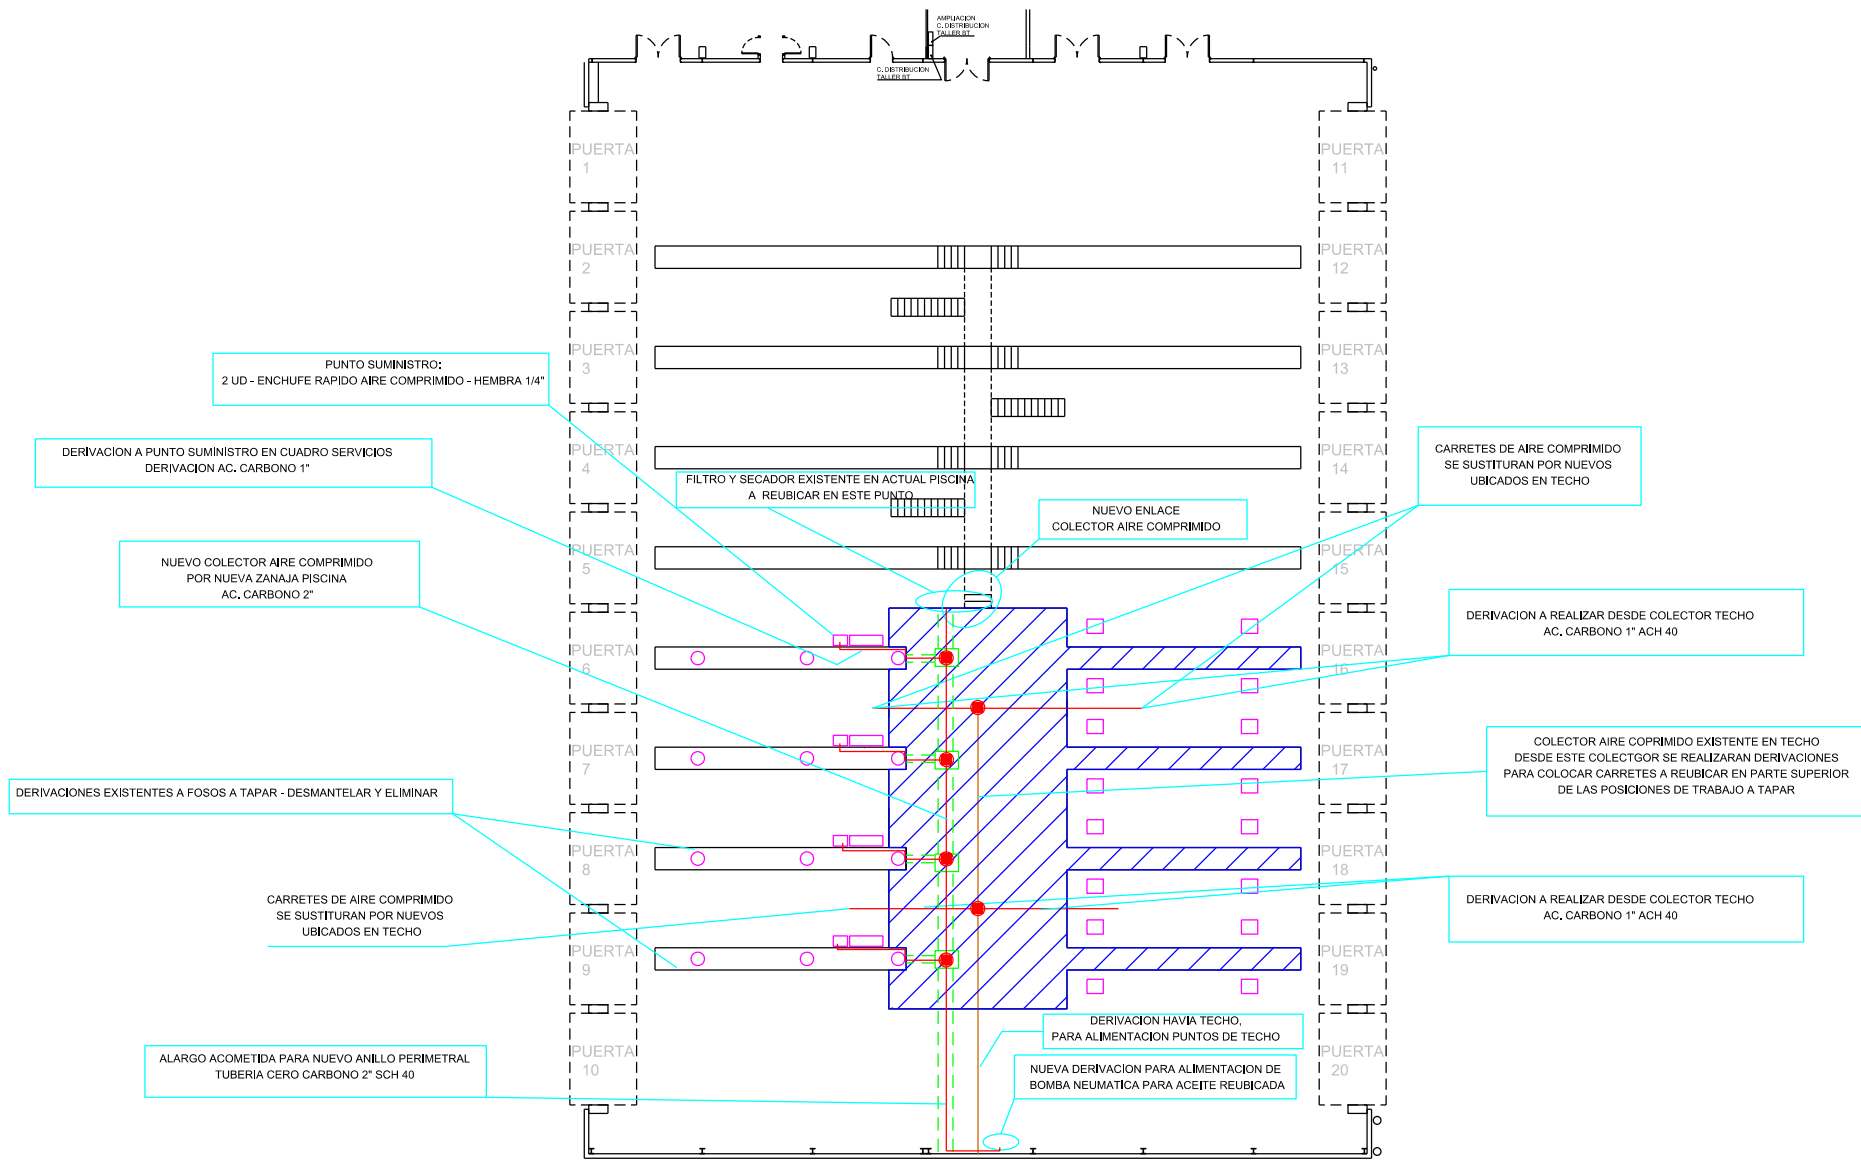 AMPLIACION
C. DISTRIBUCION
TALLER BT
C. DISTRIBUCION
TALLER BT
PUERTA
1
PUERTA
11
PUERTA
2
PUERTA
12
PUERTA
3
PUERTA
13
PUNTO SUMINISTRO:
2 UD - ENCHUFE RAPIDO AIRE COMPRIMIDO - HEMBRA 1/4"
PUERTA
4
PUERTA
14
DERIVACION A PUNTO SUMINISTRO EN CUADRO SERVICIOS
DERIVACION AC. CARBONO 1"
CARRETES DE AIRE COMPRIMIDO
SE SUSTITURAN POR NUEVOS
UBICADOS EN TECHO
FILTRO Y SECADOR EXISTENTE EN ACTUAL PISCINA
A REUBICAR EN ESTE PUNTO
NUEVO ENLACE
COLECTOR AIRE COMPRIMIDO
PUERTA
5
PUERTA
15
NUEVO COLECTOR AIRE COMPRIMIDO
POR NUEVA ZANAJA PISCINA
AC. CARBONO 2"
DERIVACION A REALIZAR DESDE COLECTOR TECHO
AC. CARBONO 1" ACH 40
PUERTA
6
PUERTA
16
PUERTA
7
PUERTA
17
COLECTOR AIRE COPRIMIDO EXISTENTE EN TECHO
DESDE ESTE COLECTGOR SE REALIZARAN DERIVACIONES
PARA COLOCAR CARRETES A REUBICAR EN PARTE SUPERIOR
DE LAS POSICIONES DE TRABAJO A TAPAR
DERIVACIONES EXISTENTES A FOSOS A TAPAR - DESMANTELAR Y ELIMINAR
PUERTA
8
PUERTA
18
CARRETES DE AIRE COMPRIMIDO
SE SUSTITURAN POR NUEVOS
UBICADOS EN TECHO
DERIVACION A REALIZAR DESDE COLECTOR TECHO
AC. CARBONO 1" ACH 40
PUERTA
9
PUERTA
19
DERIVACION HAVIA TECHO,
PARA ALIMENTACION PUNTOS DE TECHO
PUERTA
10
PUERTA
20
ALARGO ACOMETIDA PARA NUEVO ANILLO PERIMETRAL
TUBERIA CERO CARBONO 2" SCH 40
NUEVA DERIVACION PARA ALIMENTACION DE
BOMBA NEUMATICA PARA ACEITE REUBICADA